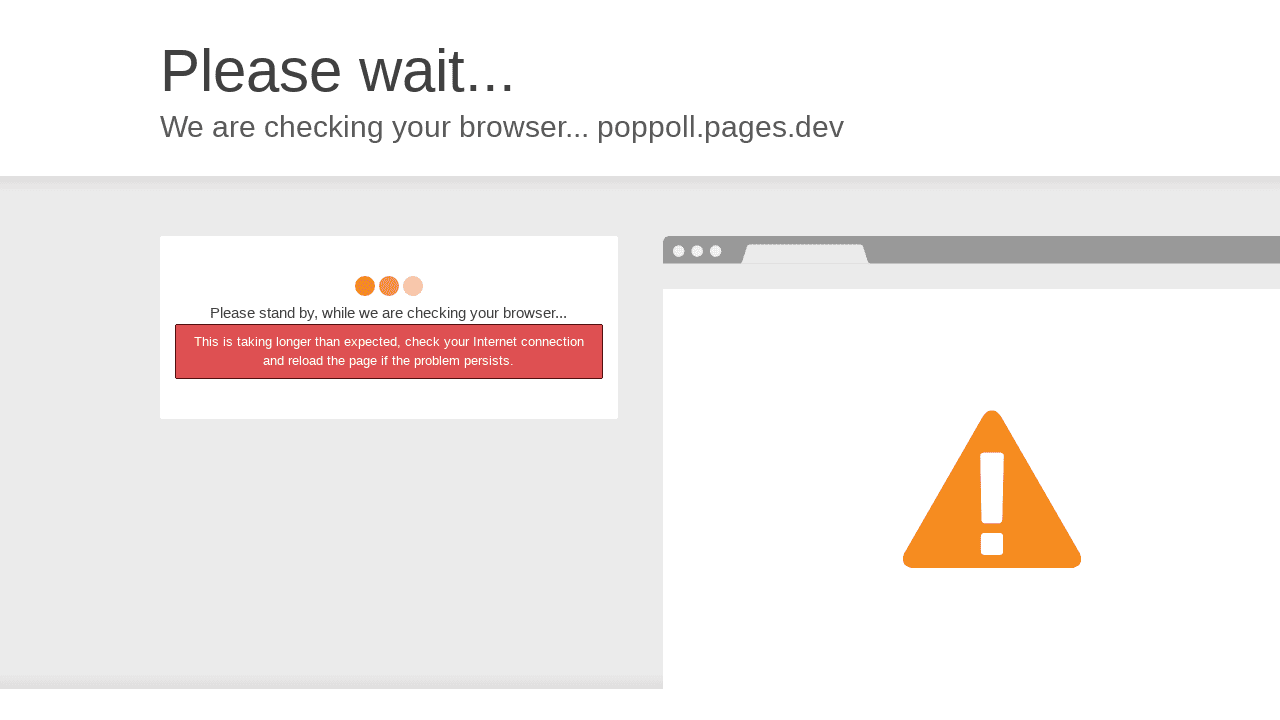 Please wait...
We are checking your browser... poppoll.pages.dev
Please stand by, while we are checking your browser...
This is taking longer than expected, check your Internet connection
and reload the page if the problem persists.